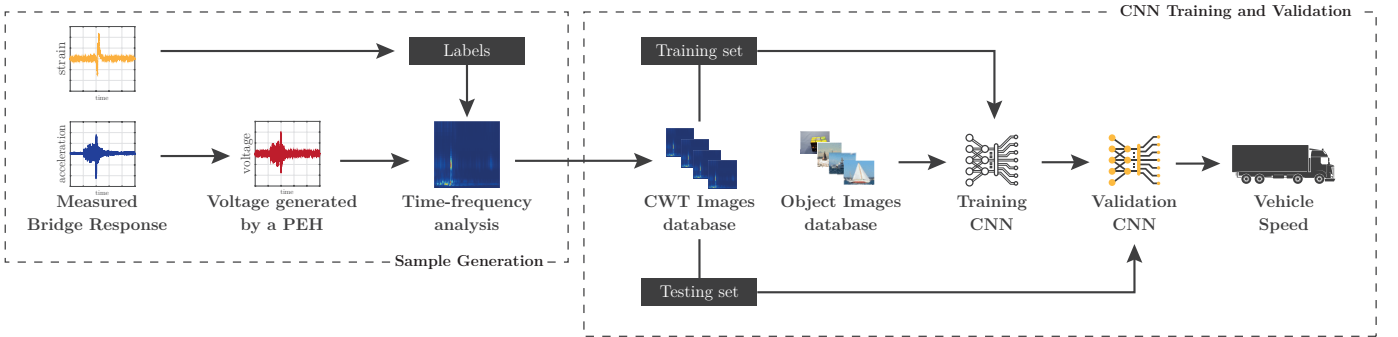 CNN Training and Validation
strain
time
Labels
Training set
acceleration
time
voltage
time
Measured
Bridge Response
Voltage generated
by a PEH
Time-frequency
analysis
CWT Images
database
Object Images
database
Training
CNN
Validation
CNN
Vehicle
Speed
Sample Generation
Testing set